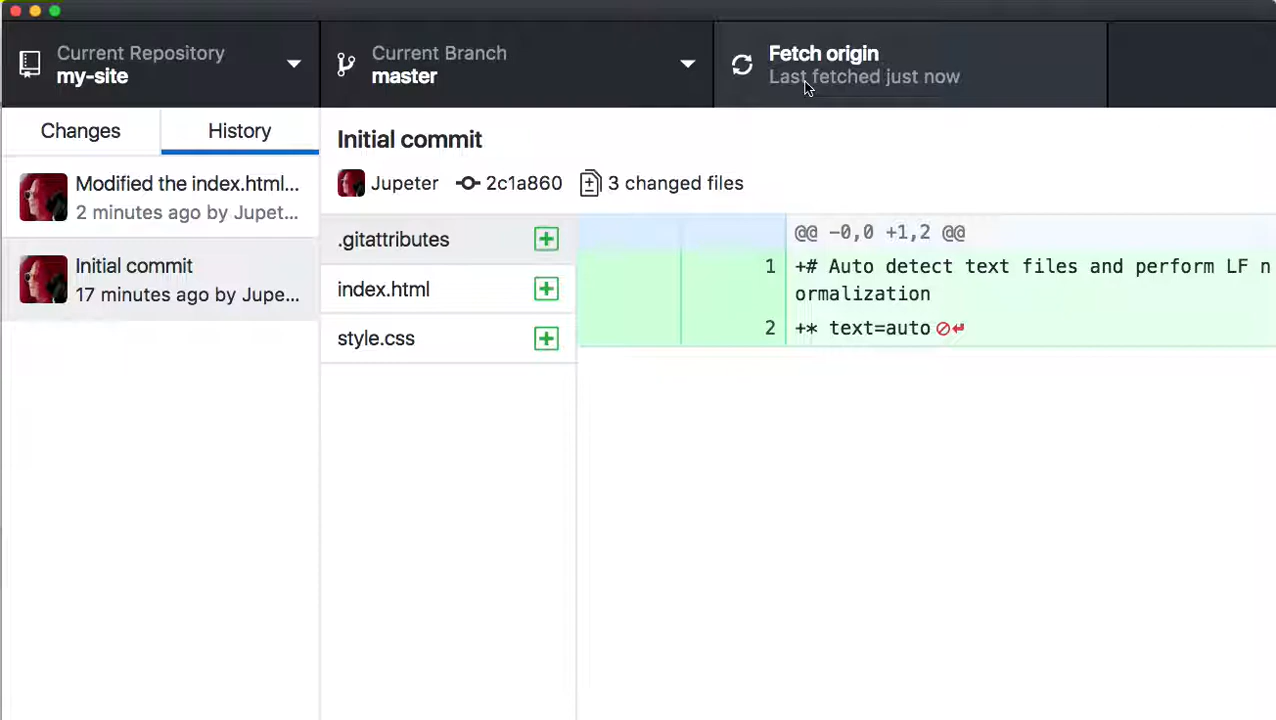 Current Repository
my-site
Current Branch
master
Fetch origin
Last fetched just now
Changes
History
Modified the index.html...
2 minutes ago by Jupet...
Initial commit
17 minutes ago by Jupe...
Initial commit
Jupeter
2c1a860
3 changed files
.gitattributes
index.html
style.css
@@ -0,0 +1,2 @@
1 +# Auto detect text files and perform LF n
ormalization
2 +* text=auto